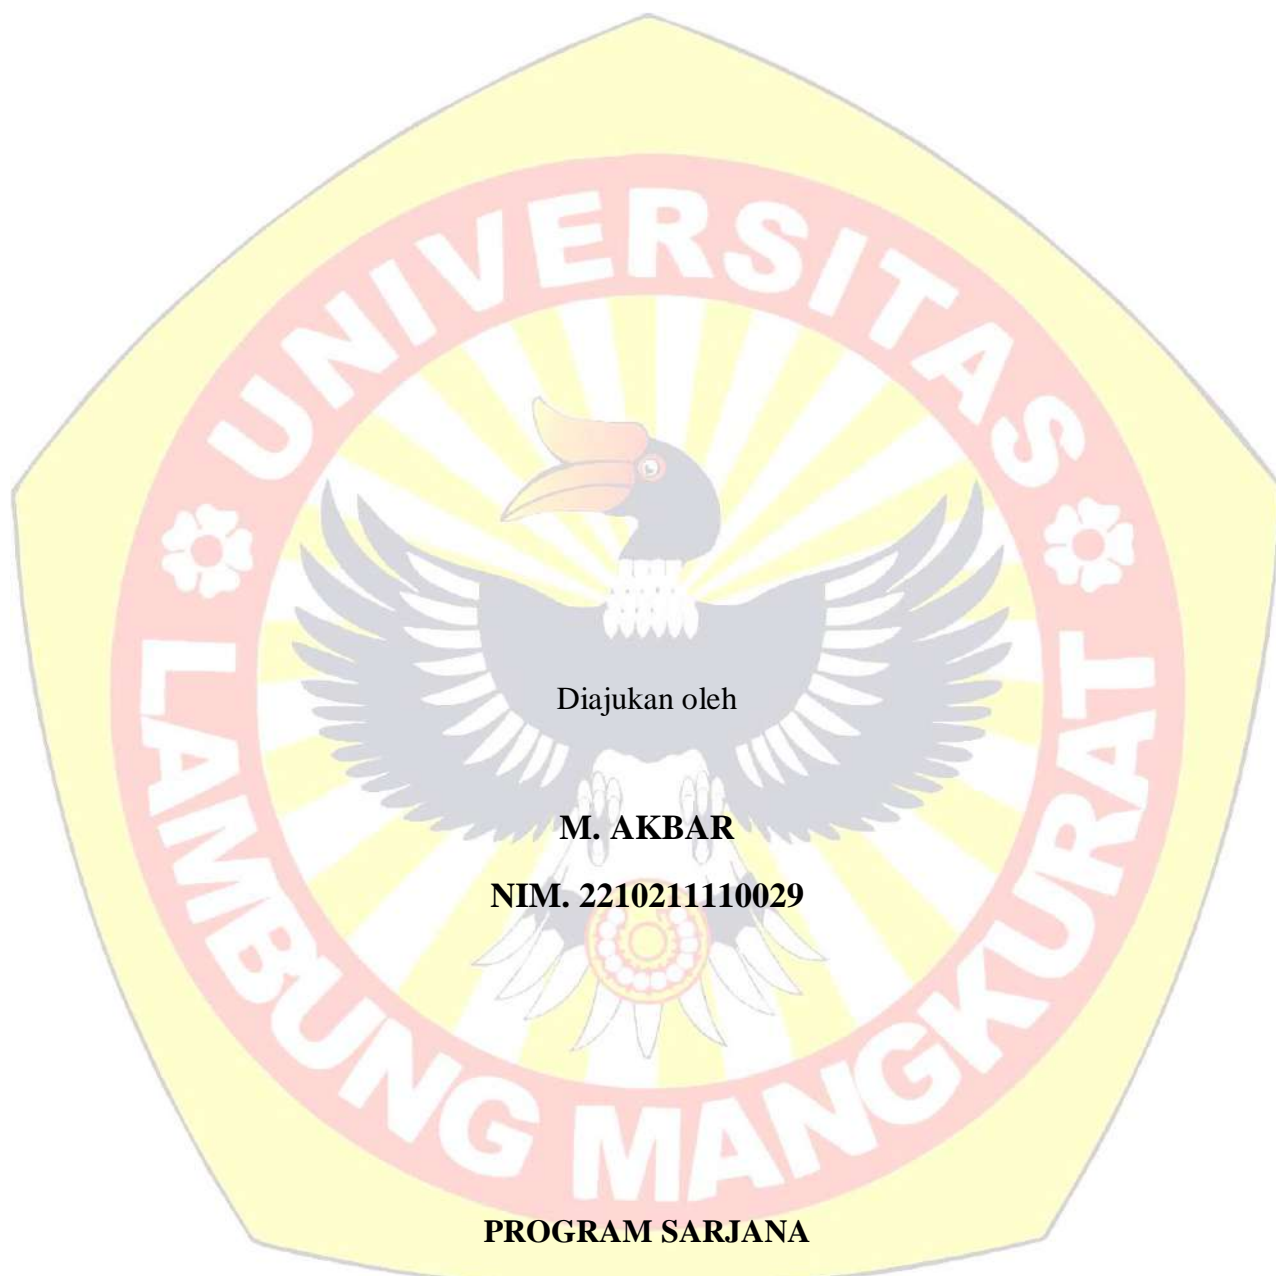 UNIVERSITAS
LAMBUNG MANGKURAT
Diajukan oleh
M. AKBAR
NIM. 2210211110029
PROGRAM SARJANA